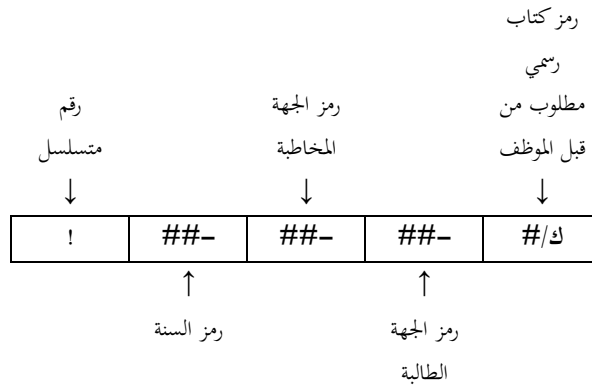 رمز كتاب
رسمي
مطلوب من
قبل الموظف
رمز الجهة
المخاطبة
رقم
متسلسل
↓ ↓ ↓
ك/# ##– ##– ##– !
↑ ↑
رمز الجهة
الطالبة
رمز السنة